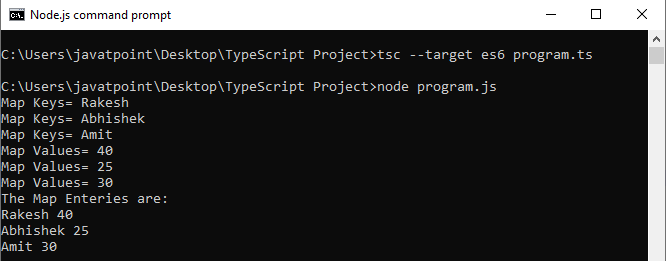 Node.js command prompt
C:\Users\javatpoint\Desktop\TypeScript Project>tsc --target es6 program.ts
C:\Users\javatpoint\Desktop\TypeScript Project>node program.js
Map Keys= Rakesh
Map Keys= Abhishek
Map Keys= Amit
Map Values= 40
Map Values= 25
Map Values= 30
The Map Enteries are:
Rakesh 40
Abhishek 25
Amit 30